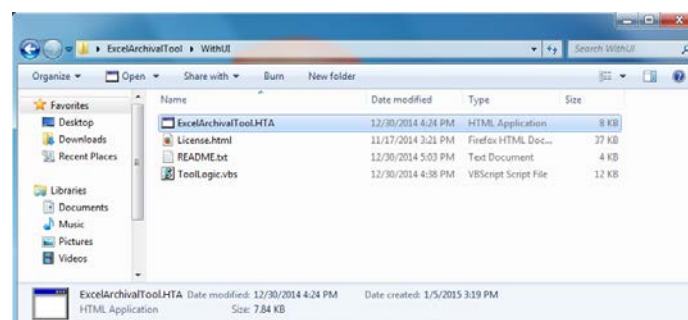 ExcelArchivalTool ▸ WithUI
Search WithUI
Organize
Open
Share with
Burn
New folder
Favorites
Desktop
Downloads
Recent Places
Libraries
Documents
Music
Pictures
Videos
Name Date modified Type Size
ExcelArchivalTool.HTA 12/30/2014 4:24 PM HTML Application 8 KB
License.html 11/17/2014 3:21 PM Firefox HTML Doc... 37 KB
README.txt 12/30/2014 5:03 PM Text Document 4 KB
ToolLogic.vbs 12/30/2014 4:38 PM VBScript Script File 12 KB
ExcelArchivalTool.HTA Date modified: 12/30/2014 4:24 PM Date created: 1/5/2015 3:19 PM
HTML Application Size: 7.84 KB